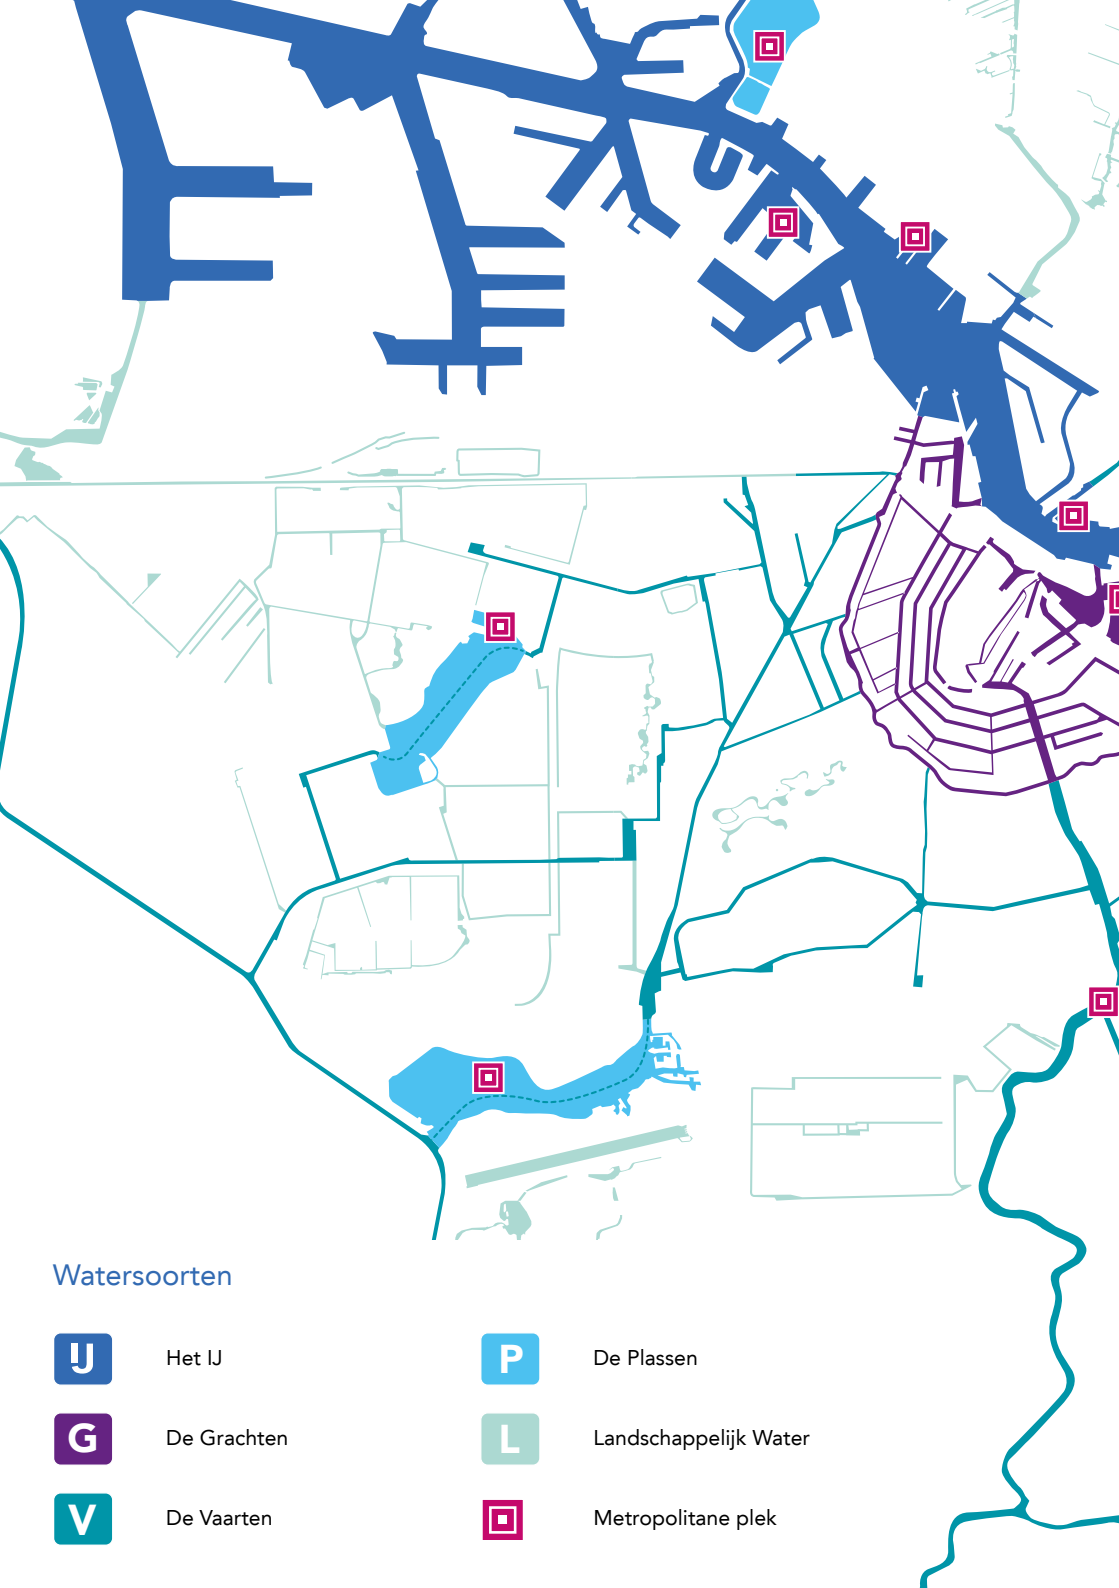 Watersoorten
IJ Het IJ
P De Plassen
G De Grachten
L Landschappelijk Water
V De Vaarten
Metropolitane plek